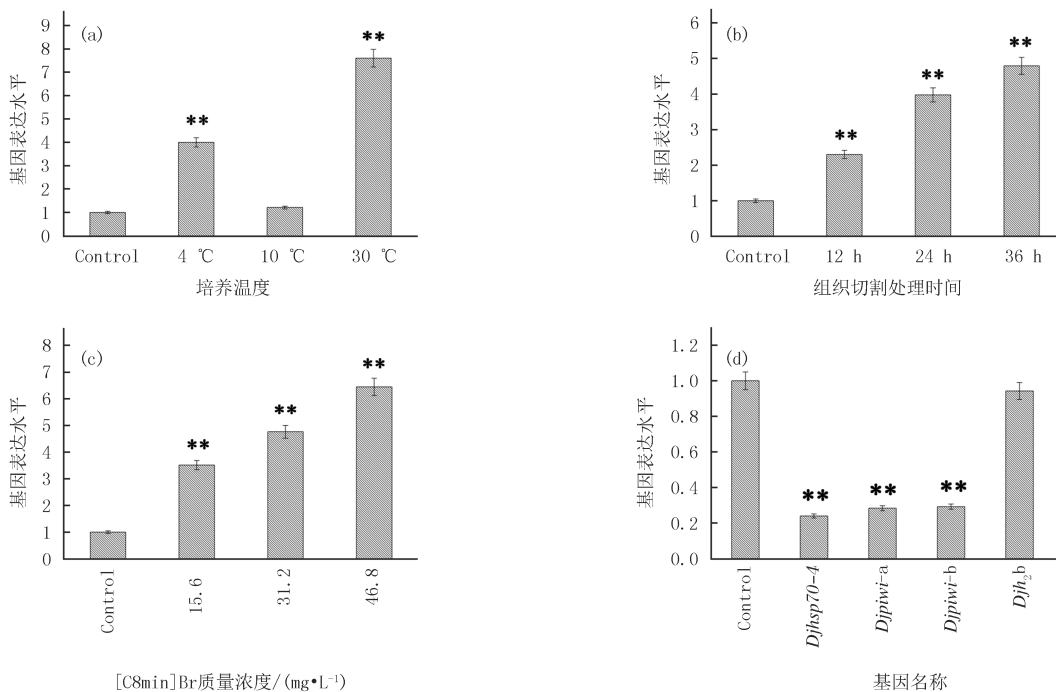 (a)
基因表达水平
9
8
7
6
5
4
3
2
1
0
** **
Control 4 ℃ 10 ℃ 30 ℃
培养温度
(b)
基因表达水平
6
5
4
3
2
1
0
** ** **
Control 12 h 24 h 36 h
组织切割处理时间
(c)
基因表达水平
8
7
6
5
4
3
2
1
0
** ** **
Control 15.6 31.2 46.8
[C8min]Br质量浓度/(mg•L⁻¹)
(d)
基因表达水平
1.2
1.0
0.8
0.6
0.4
0.2
0.0
** ** **
Control Djhsp70-4 Djpiwi-a Djpiwi-b Djh₂b
基因名称